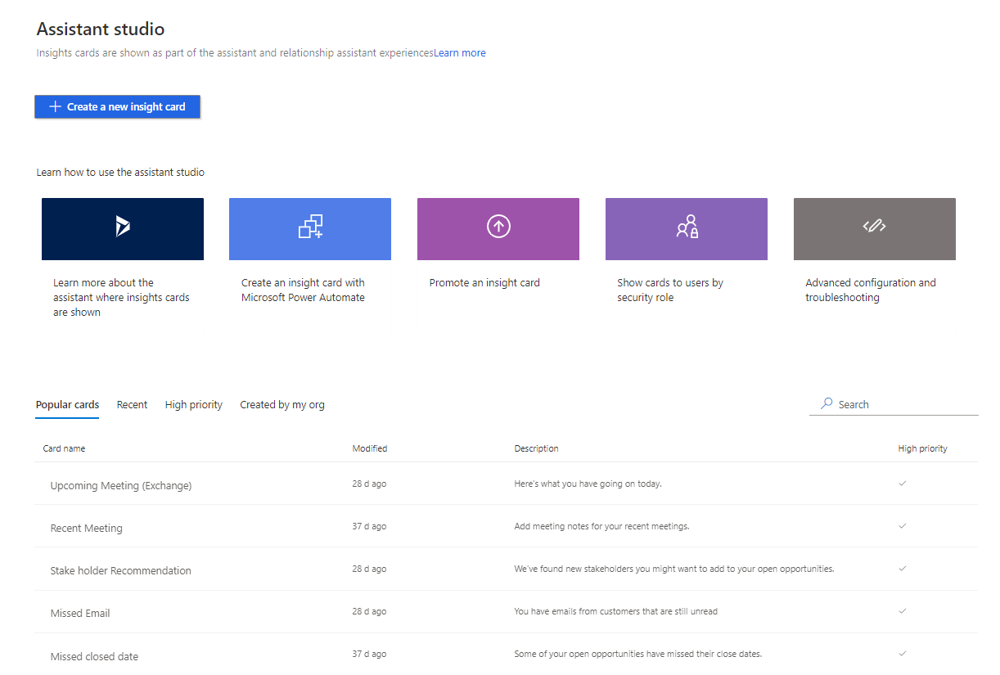 Assistant studio
Insights cards are shown as part of the assistant and relationship assistant experiencesLearn more
Create a new insight card
Learn how to use the assistant studio
Learn more about the
assistant where insights cards
are shown
Create an insight card with
Microsoft Power Automate
Promote an insight card
Show cards to users by
security role
Advanced configuration and
troubleshooting
Popular cards Recent High priority Created by my org Search
Card name Modified Description High priority
Upcoming Meeting (Exchange) 28 d ago Here's what you have going on today.
Recent Meeting 37 d ago Add meeting notes for your recent meetings.
Stake holder Recommendation 28 d ago We've found new stakeholders you might want to add to your open opportunities.
Missed Email 28 d ago You have emails from customers that are still unread
Missed closed date 37 d ago Some of your open opportunities have missed their close dates.